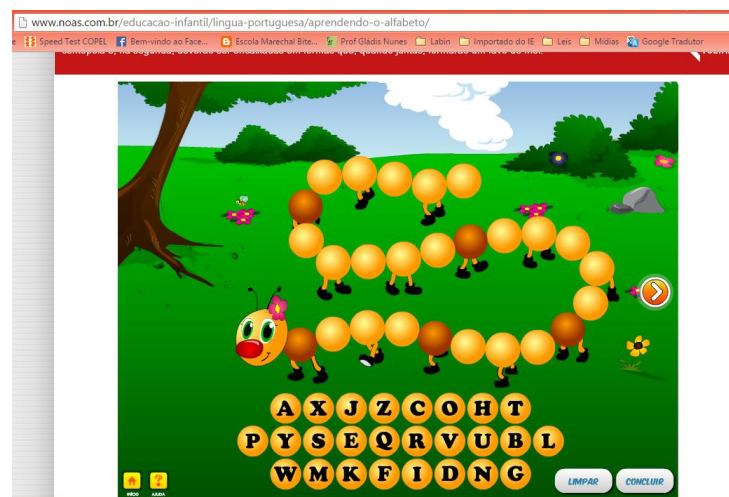 www.noas.com.br/educacao-infantil/lingua-portuguesa/aprendendo-o-alfabeto/
e Speed Test COPEL Bem-vindo ao Face... Escola Marechal Bite... Prof Gládis Nunes Labin Importado do IE Leis Mídias Google Tradutor
A X J Z C O H T
P Y S E Q R V U B L
W M K F I D N G
INÍCIO AJUDA LIMPAR CONCLUIR